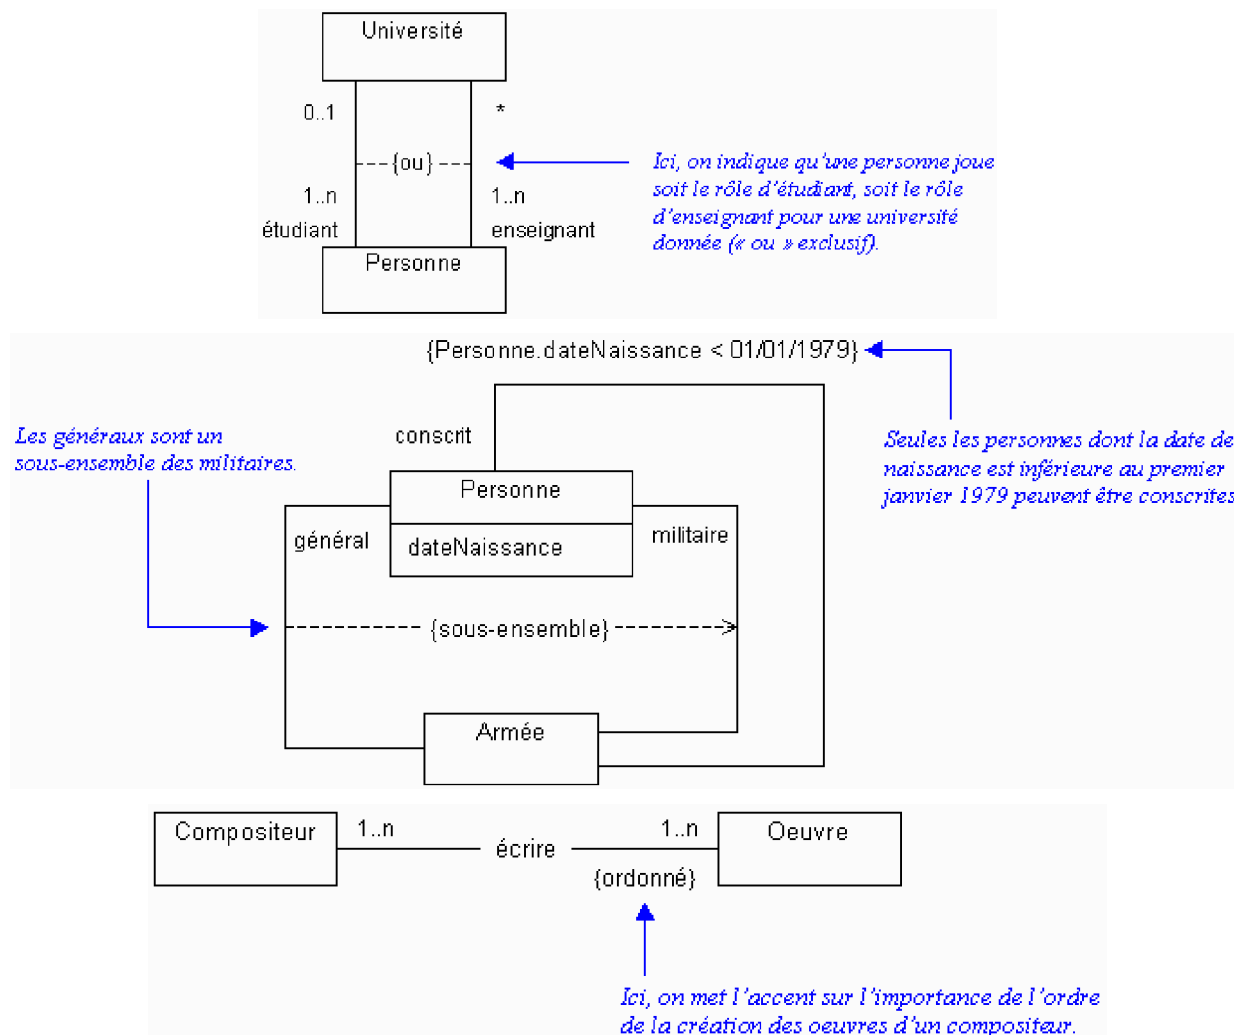 Université
0..1
*
{ou}
Ici, on indique qu'une personne joue
soit le rôle d'étudiant, soit le rôle
d'enseignant pour une université
donnée (« ou » exclusif).
1..n
1..n
étudiant
enseignant
Personne
{Personne.dateNaissance < 01/01/1979}
Les généraux sont un
sous-ensemble des militaires.
conscrit
Seules les personnes dont la date de
naissance est inférieure au premier
janvier 1979 peuvent être conscrites
Personne
général
militaire
dateNaissance
{sous-ensemble}
Armée
Compositeur
1..n
écrire
1..n
Oeuvre
{ordonné}
Ici, on met l'accent sur l'importance de l'ordre
de la création des oeuvres d'un compositeur.